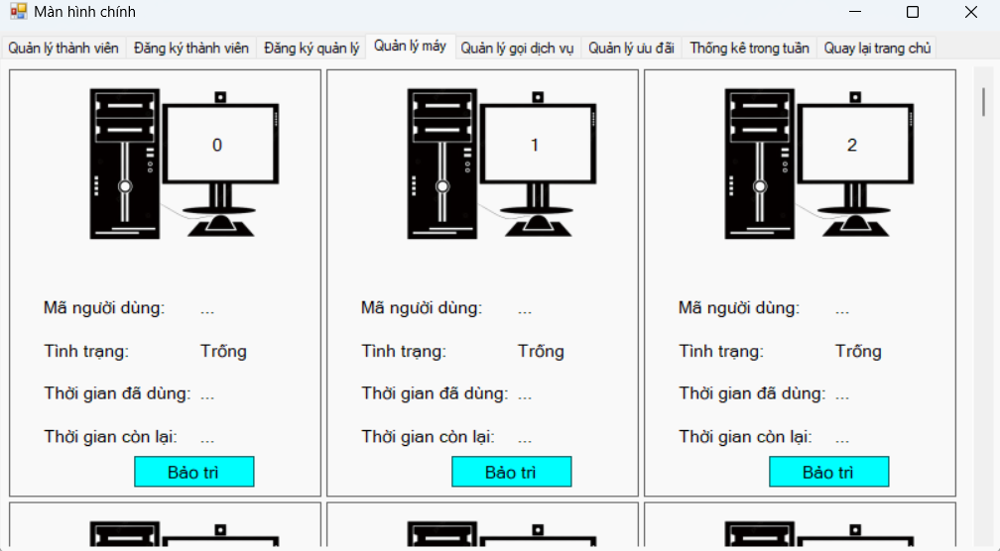 Màn hình chính
Quản lý thành viên Đăng ký thành viên Đăng ký quản lý Quản lý máy Quản lý gọi dịch vụ Quản lý ưu đãi Thống kê trong tuần Quay lại trang chủ
0 1 2
Mã người dùng: ... Mã người dùng: ... Mã người dùng: ...
Tình trạng: Trống Tình trạng: Trống Tình trạng: Trống
Thời gian đã dùng: ... Thời gian đã dùng: ... Thời gian đã dùng: ...
Thời gian còn lại: ... Thời gian còn lại: ... Thời gian còn lại: ...
Bảo trì Bảo trì Bảo trì